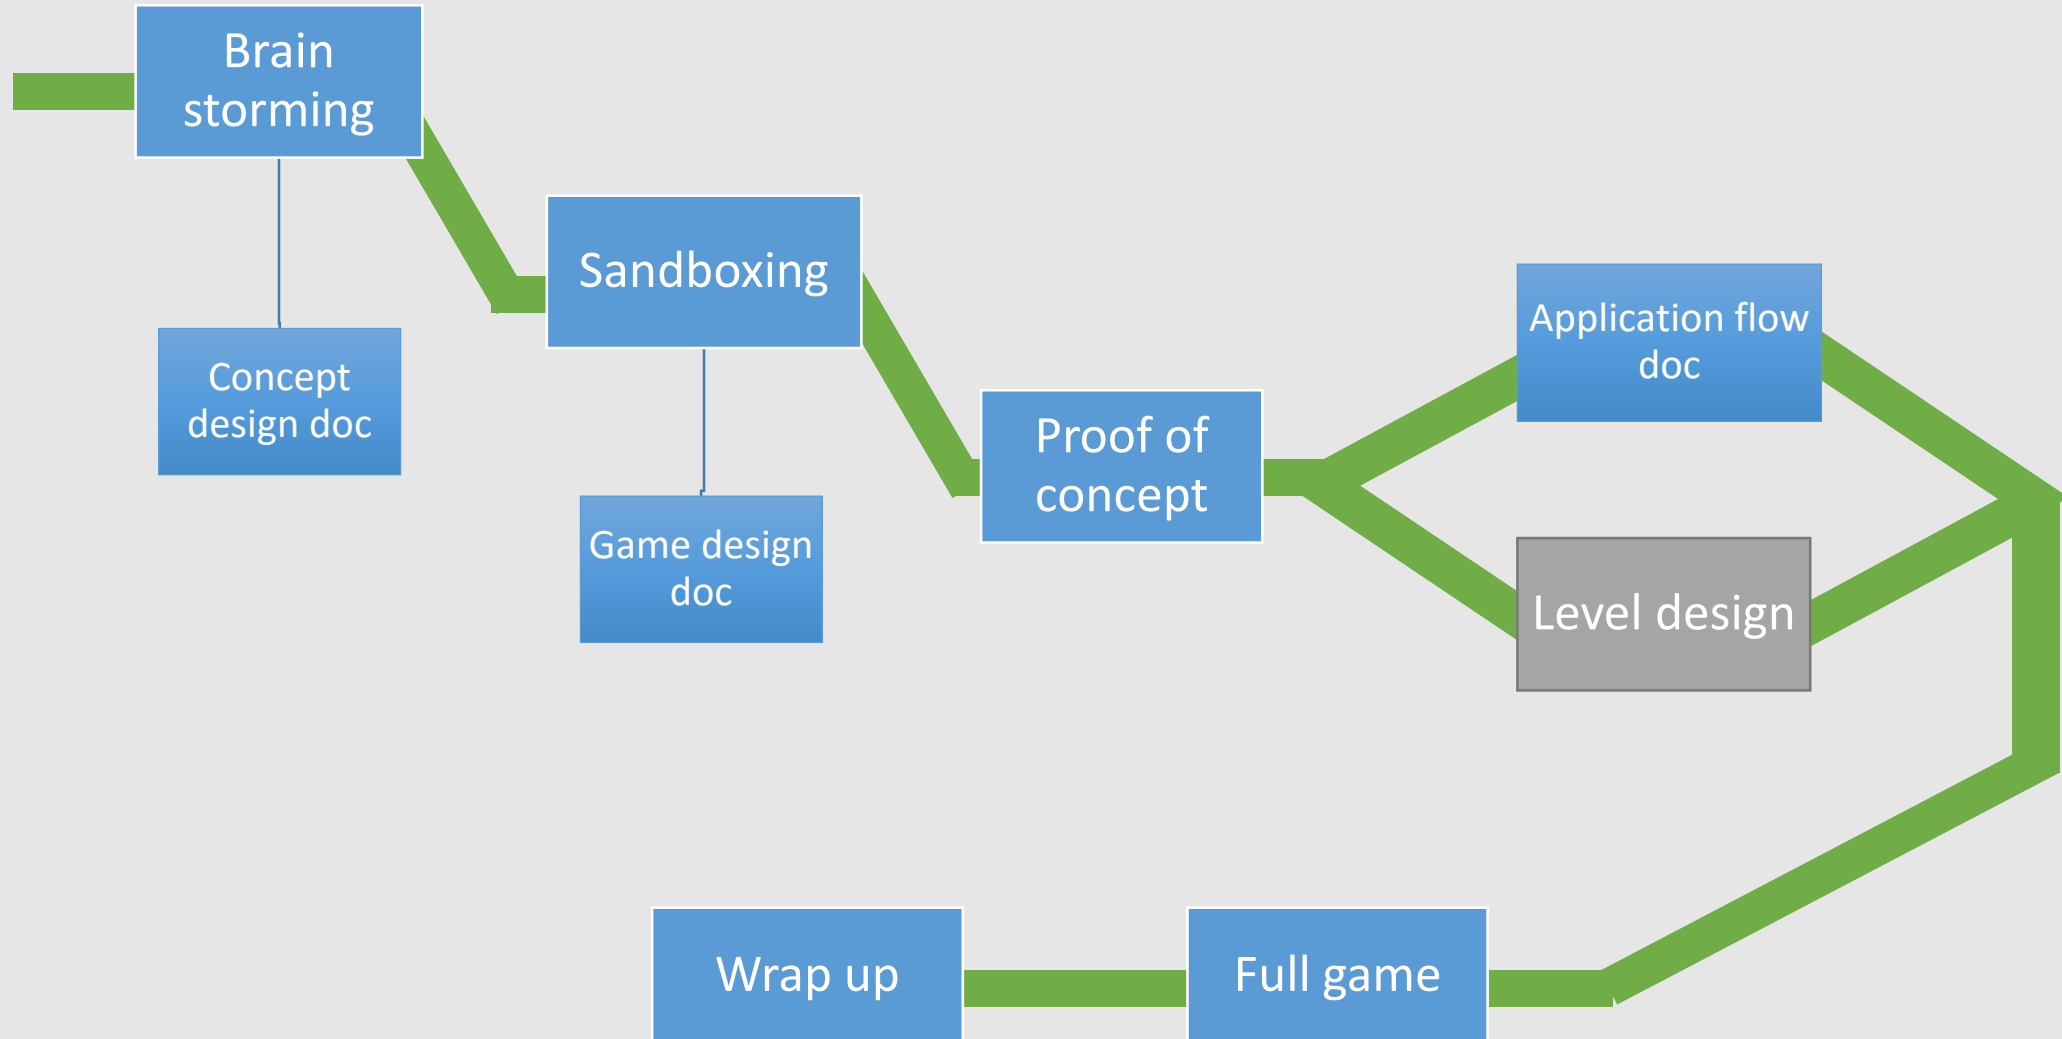 Brain
storming
Sandboxing
Concept
design doc
Game design
doc
Proof of
concept
Application flow
doc
Level design
Wrap up
Full game